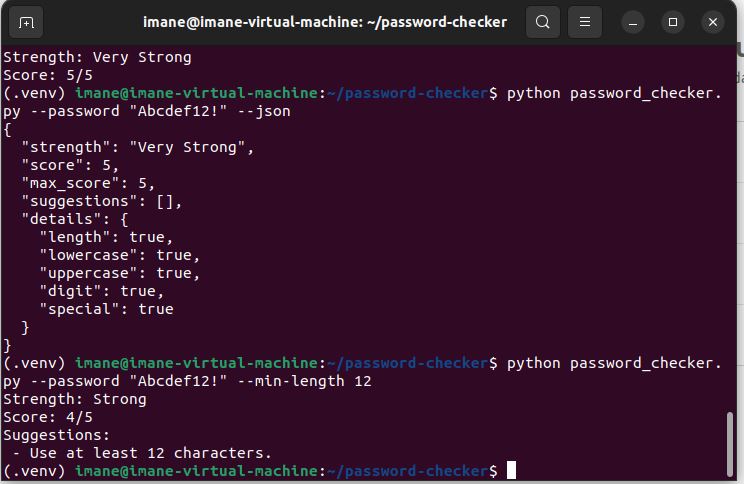 imane@imane-virtual-machine: ~/password-checker
Strength: Very Strong
Score: 5/5
(.venv) imane@imane-virtual-machine:~/password-checker$ python password_checker.
py --password "Abcdef12!" --json
{
  "strength": "Very Strong",
  "score": 5,
  "max_score": 5,
  "suggestions": [],
  "details": {
    "length": true,
    "lowercase": true,
    "uppercase": true,
    "digit": true,
    "special": true
  }
}
(.venv) imane@imane-virtual-machine:~/password-checker$ python password_checker.
py --password "Abcdef12!" --min-length 12
Strength: Strong
Score: 4/5
Suggestions:
 - Use at least 12 characters.
(.venv) imane@imane-virtual-machine:~/password-checker$